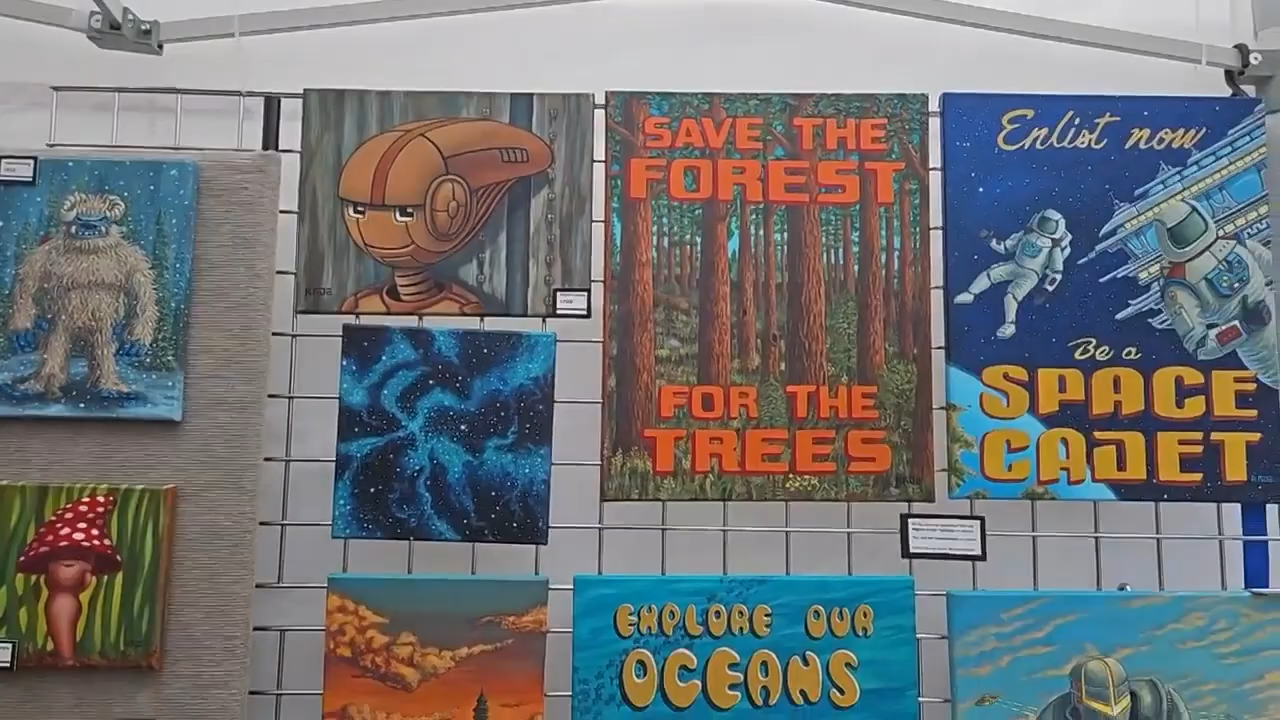 SAVE THE
FOREST
FOR THE
TREES
Enlist now
Be a
SPACE
CADET
EXPLORE OUR
OCEANS